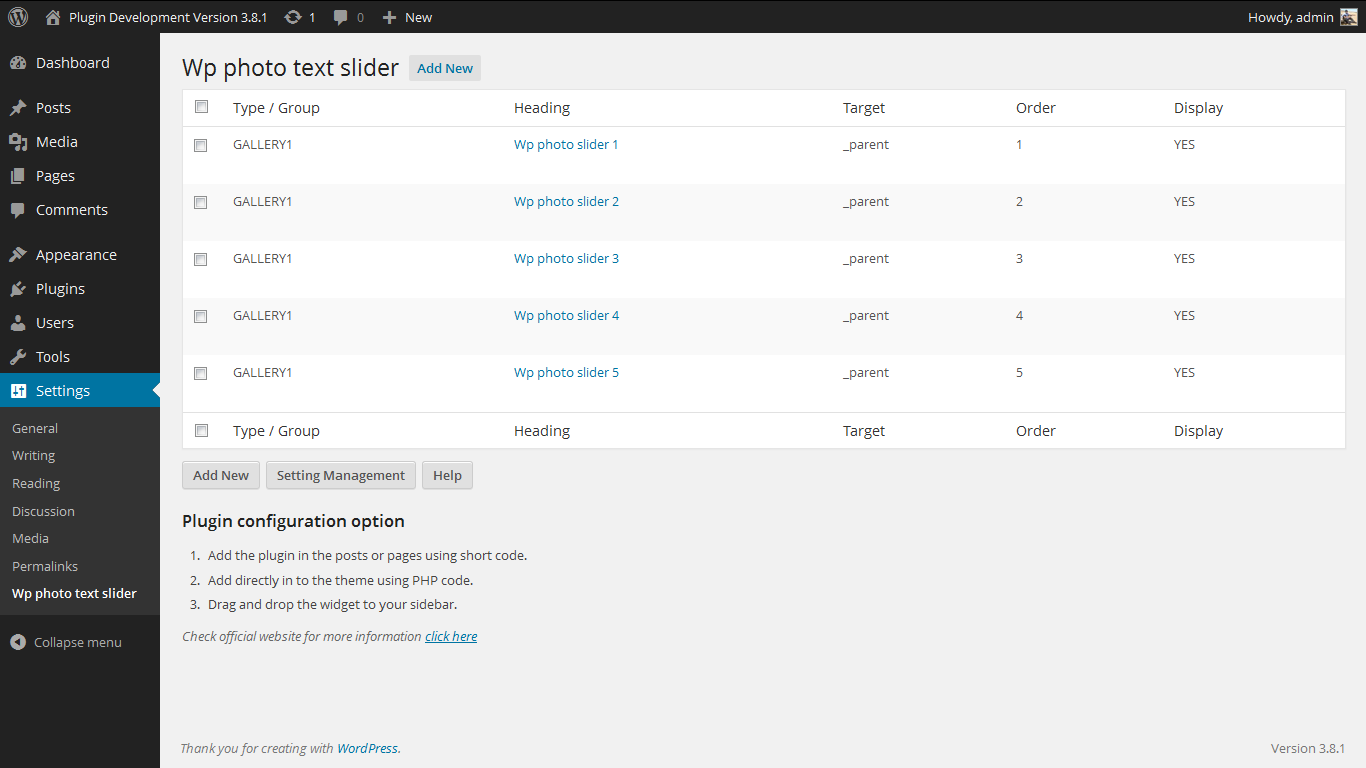 Plugin Development Version 3.8.1 1 0 New Howdy, admin
Dashboard
Posts
Media
Pages
Comments
Appearance
Plugins
Users
Tools
Settings
General
Writing
Reading
Discussion
Media
Permalinks
Wp photo text slider
Collapse menu
Wp photo text slider Add New
Type / Group Heading Target Order Display
GALLERY1 Wp photo slider 1 _parent 1 YES
GALLERY1 Wp photo slider 2 _parent 2 YES
GALLERY1 Wp photo slider 3 _parent 3 YES
GALLERY1 Wp photo slider 4 _parent 4 YES
GALLERY1 Wp photo slider 5 _parent 5 YES
Type / Group Heading Target Order Display
Add New Setting Management Help
Plugin configuration option
1. Add the plugin in the posts or pages using short code.
2. Add directly in to the theme using PHP code.
3. Drag and drop the widget to your sidebar.
Check official website for more information click here
Thank you for creating with WordPress. Version 3.8.1